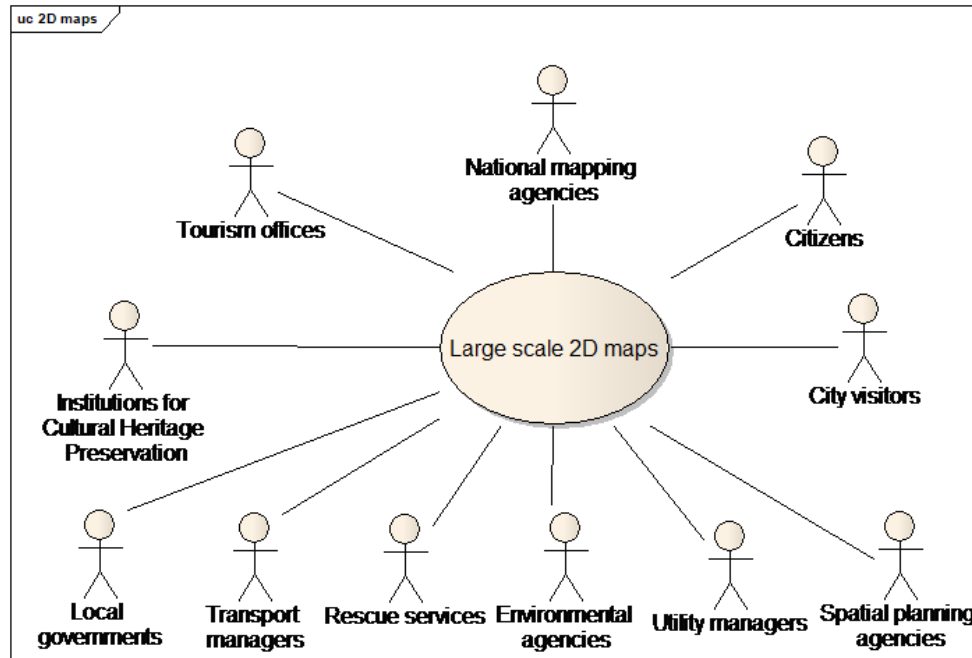 uc 2D maps
National mapping
agencies
Tourism offices
Citizens
Large scale 2D maps
Institutions for
Cultural Heritage
Preservation
City visitors
Local
governments
Transport
managers
Rescue services
Environmental
agencies
Utility managers
Spatial planning
agencies